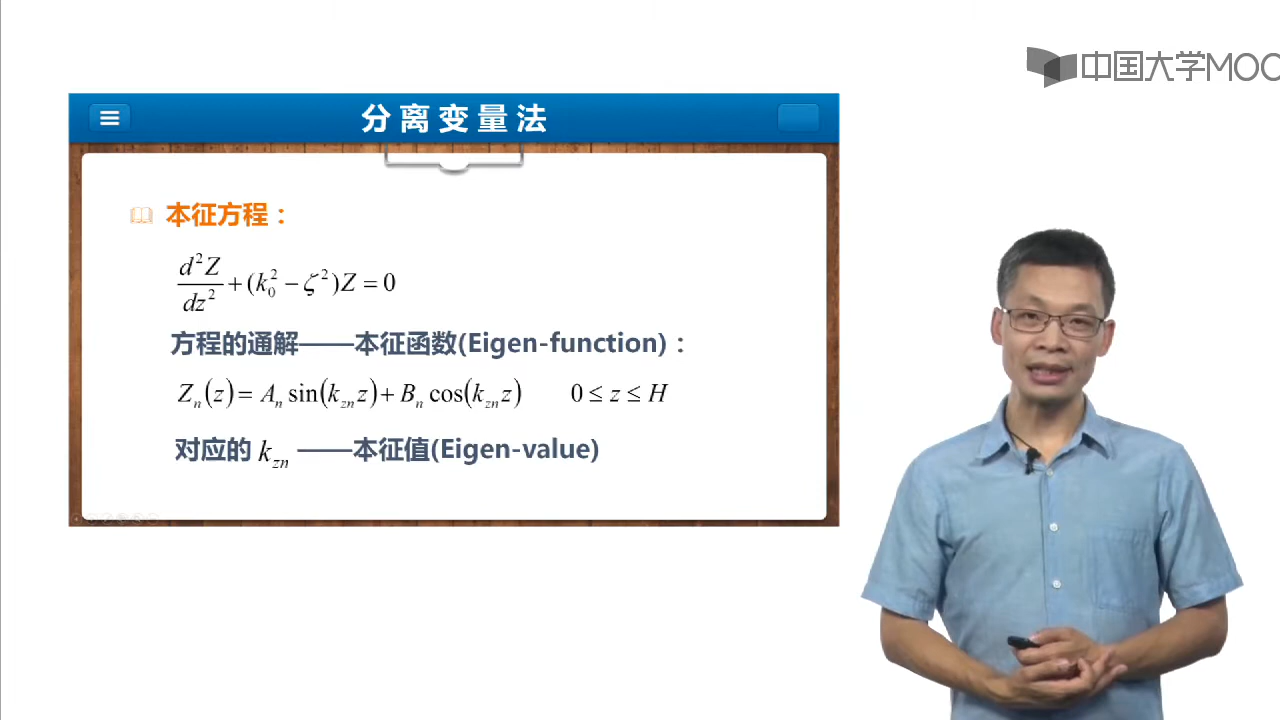 中国大学MOO
分离变量法
本征方程：
d²Z/dz² + (k₀² − ζ²)Z = 0
方程的通解——本征函数(Eigen-function)：
Zₙ(z) = Aₙ sin(k_zn z) + Bₙ cos(k_zn z) 0 ≤ z ≤ H
对应的 k_zn ——本征值(Eigen-value)